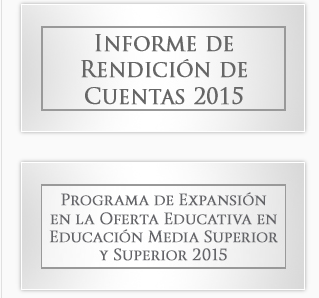 Informe de
Rendición de
Cuentas 2015
Programa de Expansión
en la Oferta Educativa en
Educación Media Superior
y Superior 2015